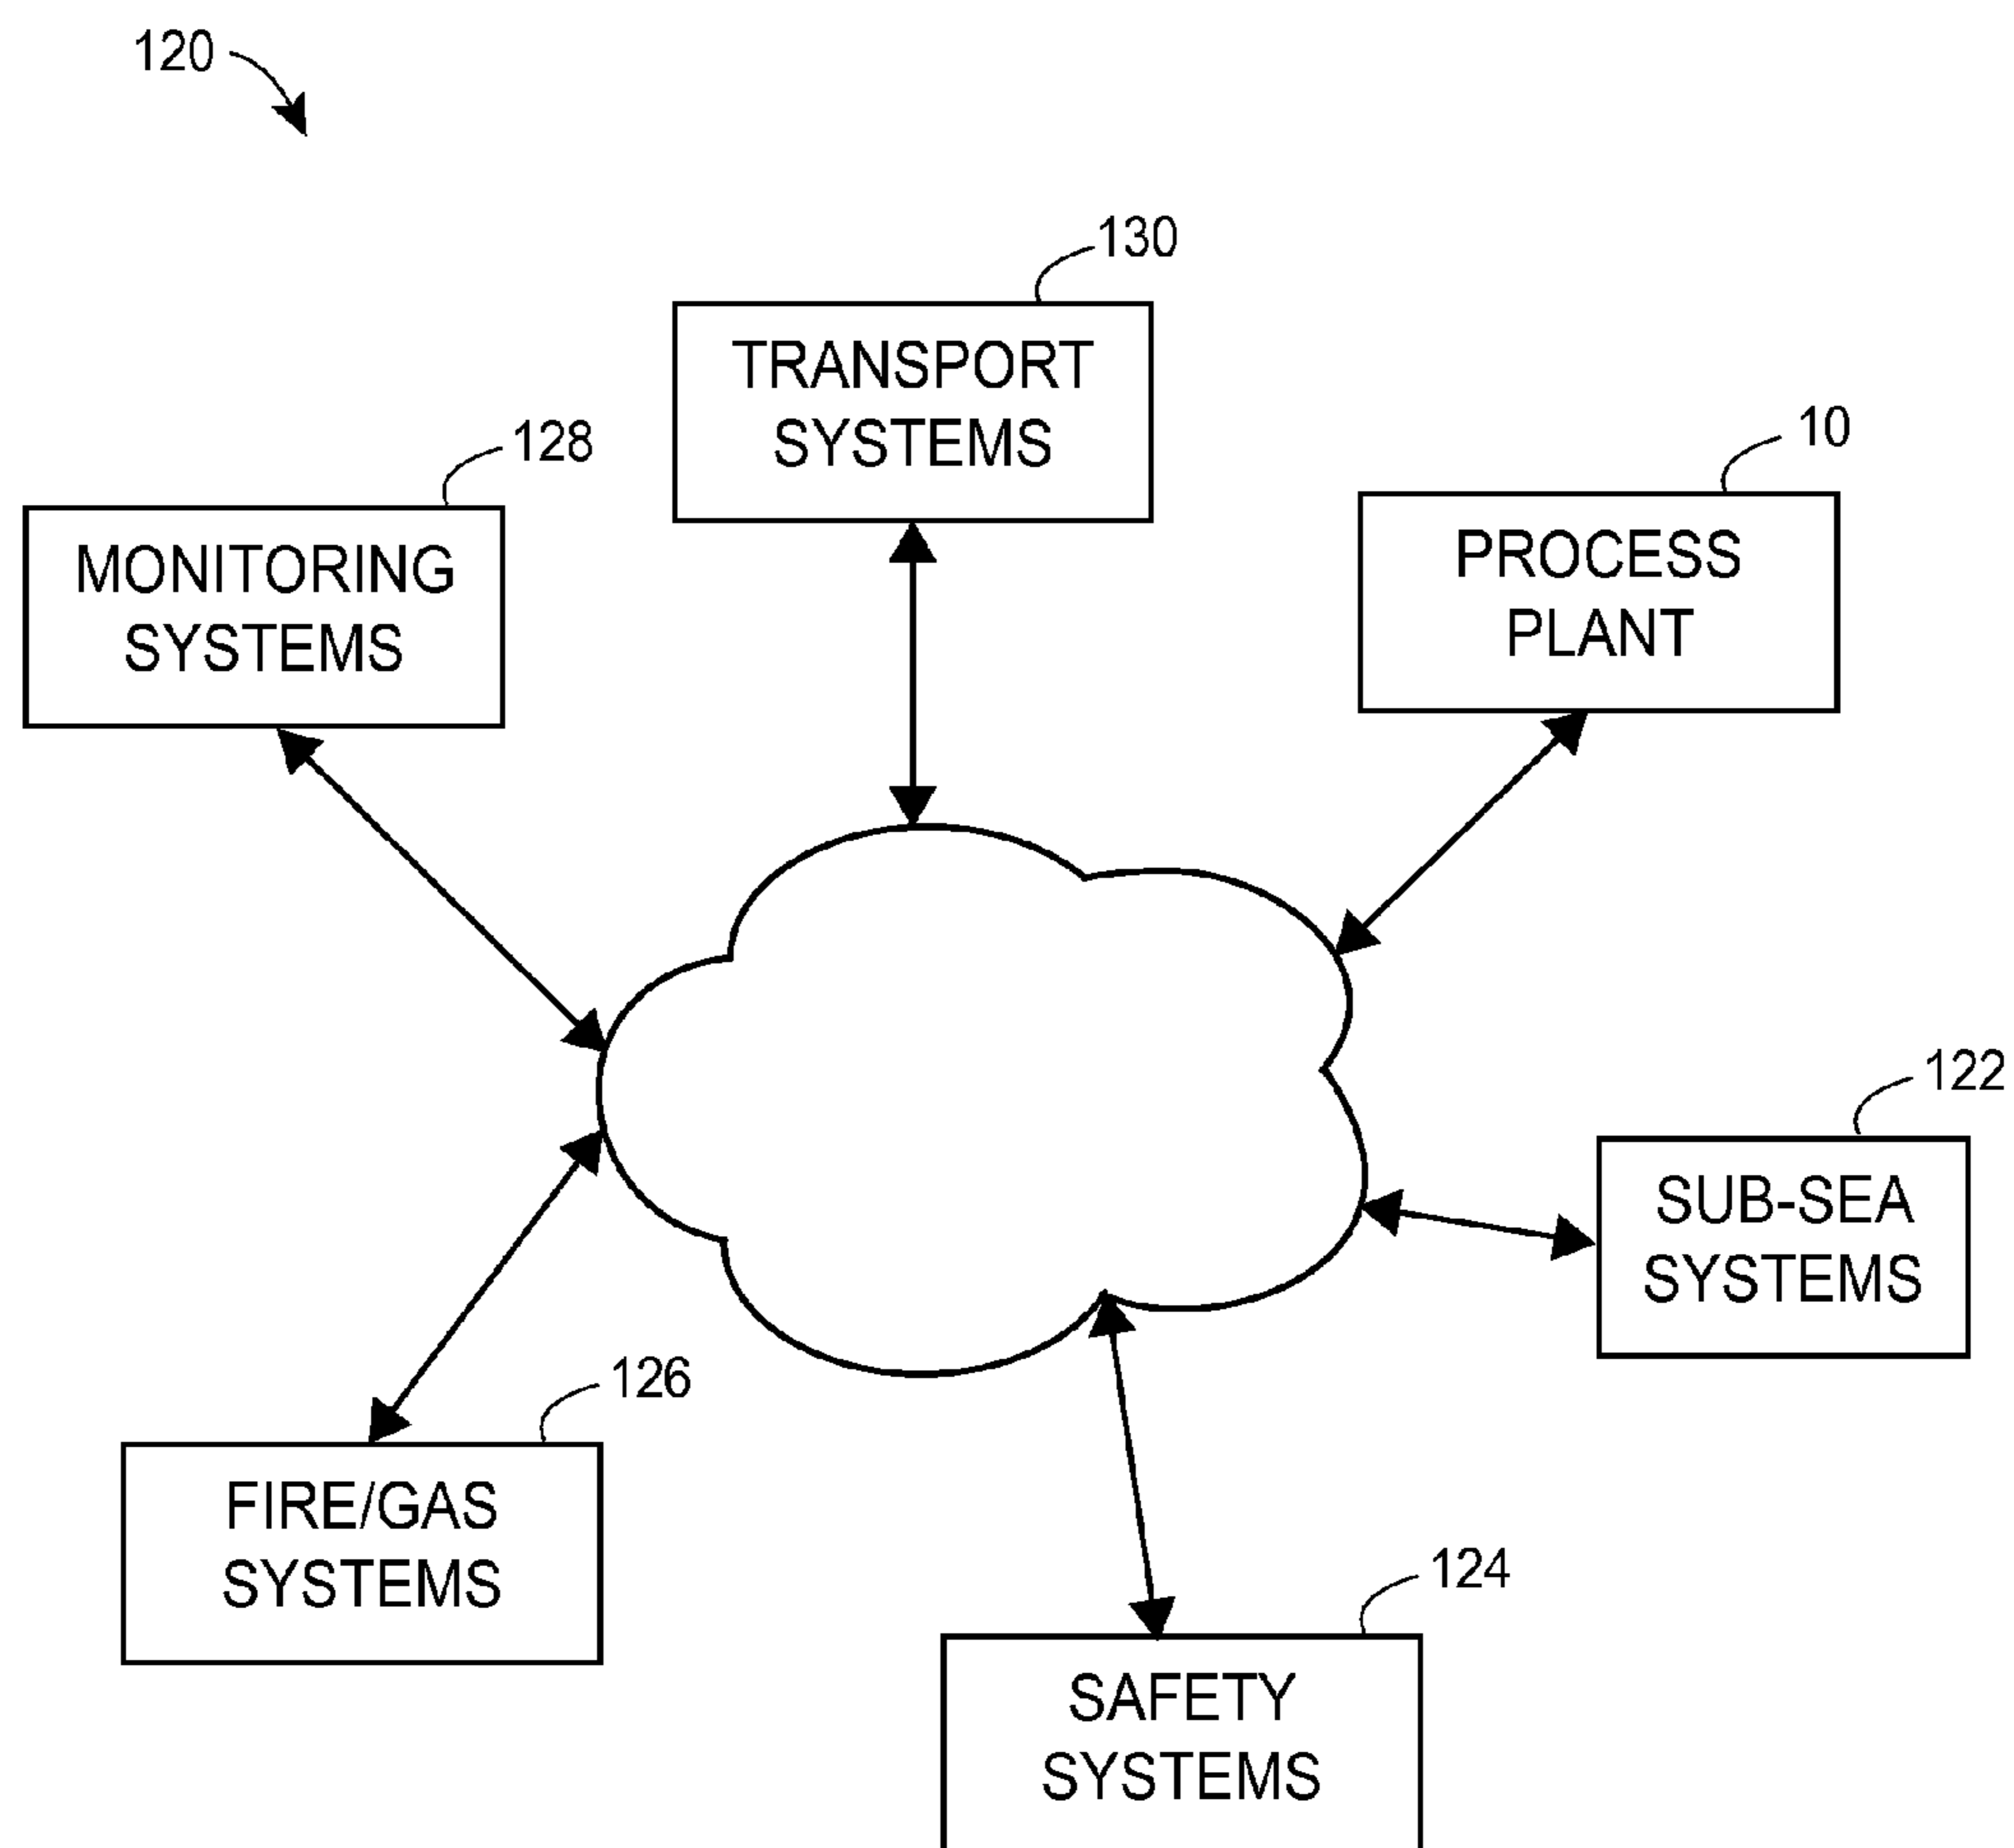 120
130
TRANSPORT
SYSTEMS
10
PROCESS
PLANT
128
MONITORING
SYSTEMS
122
SUB-SEA
SYSTEMS
126
FIRE/GAS
SYSTEMS
124
SAFETY
SYSTEMS